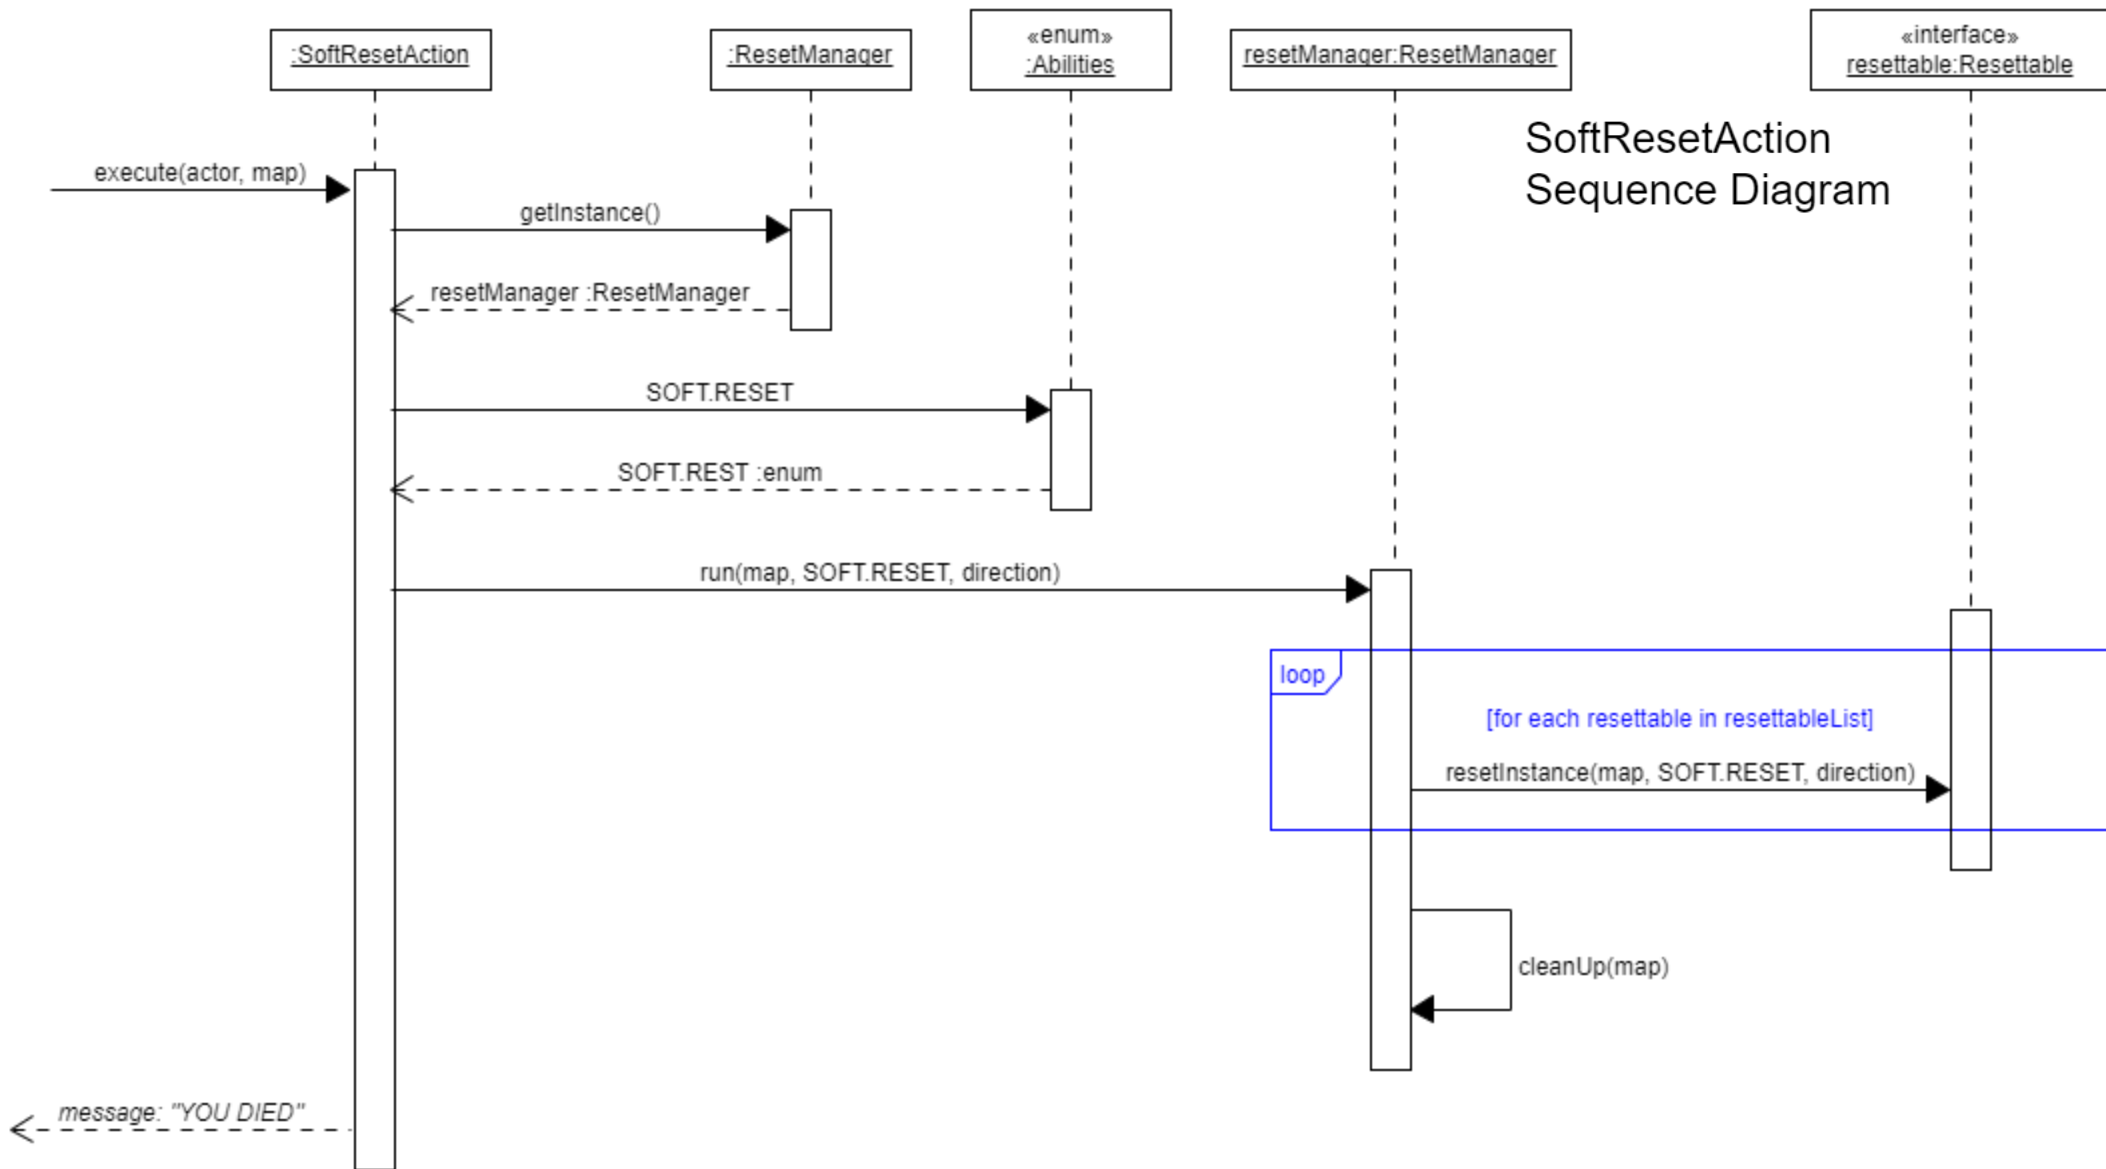 :SoftResetAction
:ResetManager
«enum»
:Abilities
resetManager:ResetManager
«interface»
resettable:Resettable
SoftResetAction
Sequence Diagram
execute(actor, map)
getInstance()
resetManager :ResetManager
SOFT.RESET
SOFT.REST :enum
run(map, SOFT.RESET, direction)
loop
[for each resettable in resettableList]
resetInstance(map, SOFT.RESET, direction)
cleanUp(map)
message: "YOU DIED"